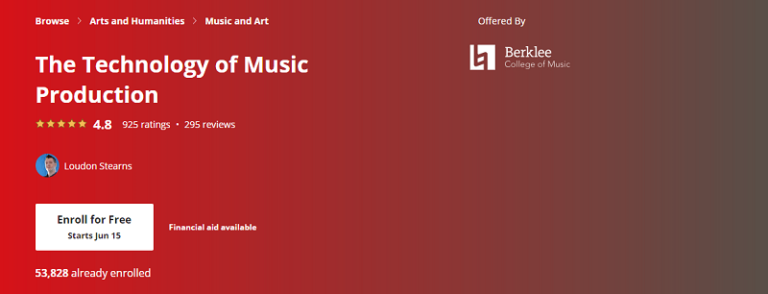 Browse > Arts and Humanities > Music and Art
Offered By
Berklee
College of Music
The Technology of Music
Production
4.8 925 ratings • 295 reviews
Loudon Stearns
Enroll for Free
Starts Jun 15
Financial aid available
53,828 already enrolled